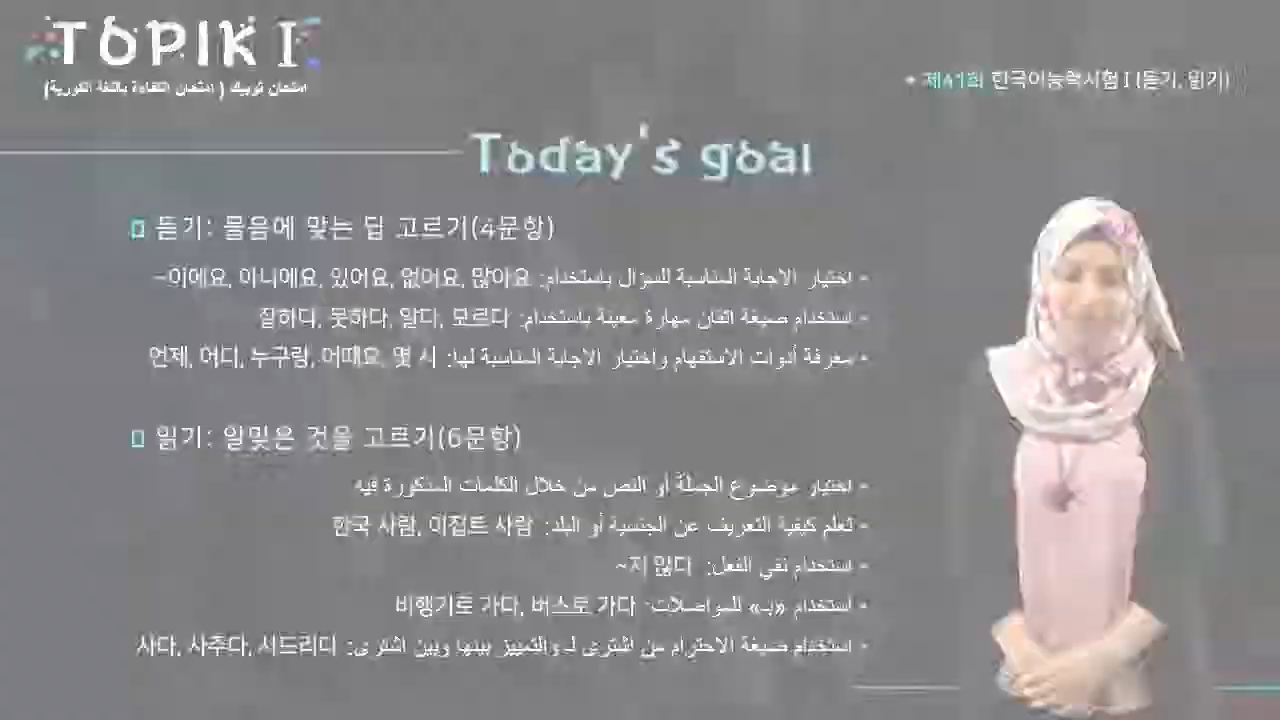 TOPIK I
امتحان توبيك ( امتحان الكفاءة باللغة الكورية)
• 제41회 한국어능력시험 I (듣기, 읽기)
Today's goal
듣기: 물음에 맞는 답 고르기(4문항)
- اختيار الاجابة المناسبة للسؤال باستخدام: ~이에요, 아니에요, 있어요, 없어요, 많아요
- استخدام صيغة اتقان مهارة معينة باستخدام: 잘하다, 못하다, 알다, 모르다
- معرفة أدوات الاستفهام واختيار الاجابة المناسبة لها: 언제, 어디, 누구랑, 어때요, 몇 시
읽기: 알맞은 것을 고르기(6문항)
- اختيار موضوع الجملة أو النص من خلال الكلمات المذكورة فيه
- تعلم كيفية التعريف عن الجنسية أو البلد: 한국 사람, 이집트 사람
- استخدام نفي الفعل: ~지 않다
- استخدام «بـ» للمواصلات: 비행기로 가다, 버스로 가다
- استخدام صيغة الاحترام من اشترى لـ والتمييز بينها وبين اشترى: 사다, 사주다, 사드리다